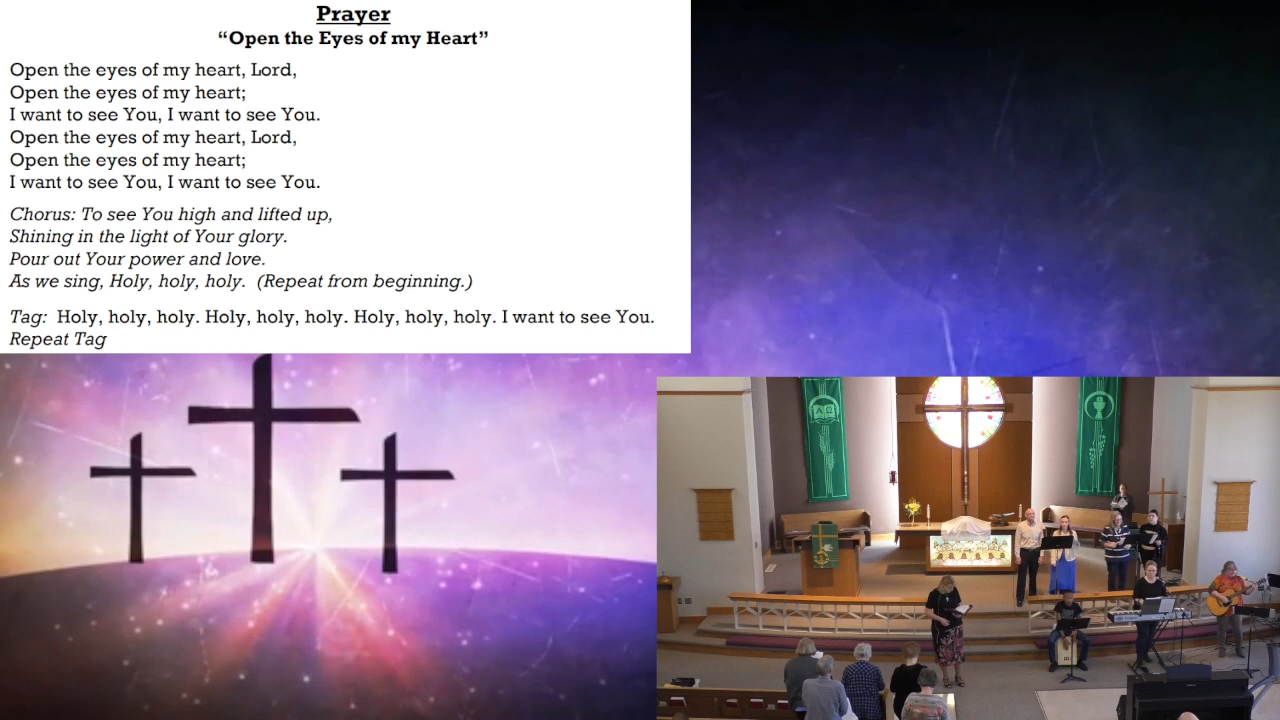 Prayer
“Open the Eyes of my Heart”
Open the eyes of my heart, Lord,
Open the eyes of my heart;
I want to see You, I want to see You.
Open the eyes of my heart, Lord,
Open the eyes of my heart;
I want to see You, I want to see You.
Chorus: To see You high and lifted up,
Shining in the light of Your glory.
Pour out Your power and love.
As we sing, Holy, holy, holy.  (Repeat from beginning.)
Tag:  Holy, holy, holy. Holy, holy, holy. Holy, holy, holy. I want to see You.
Repeat Tag